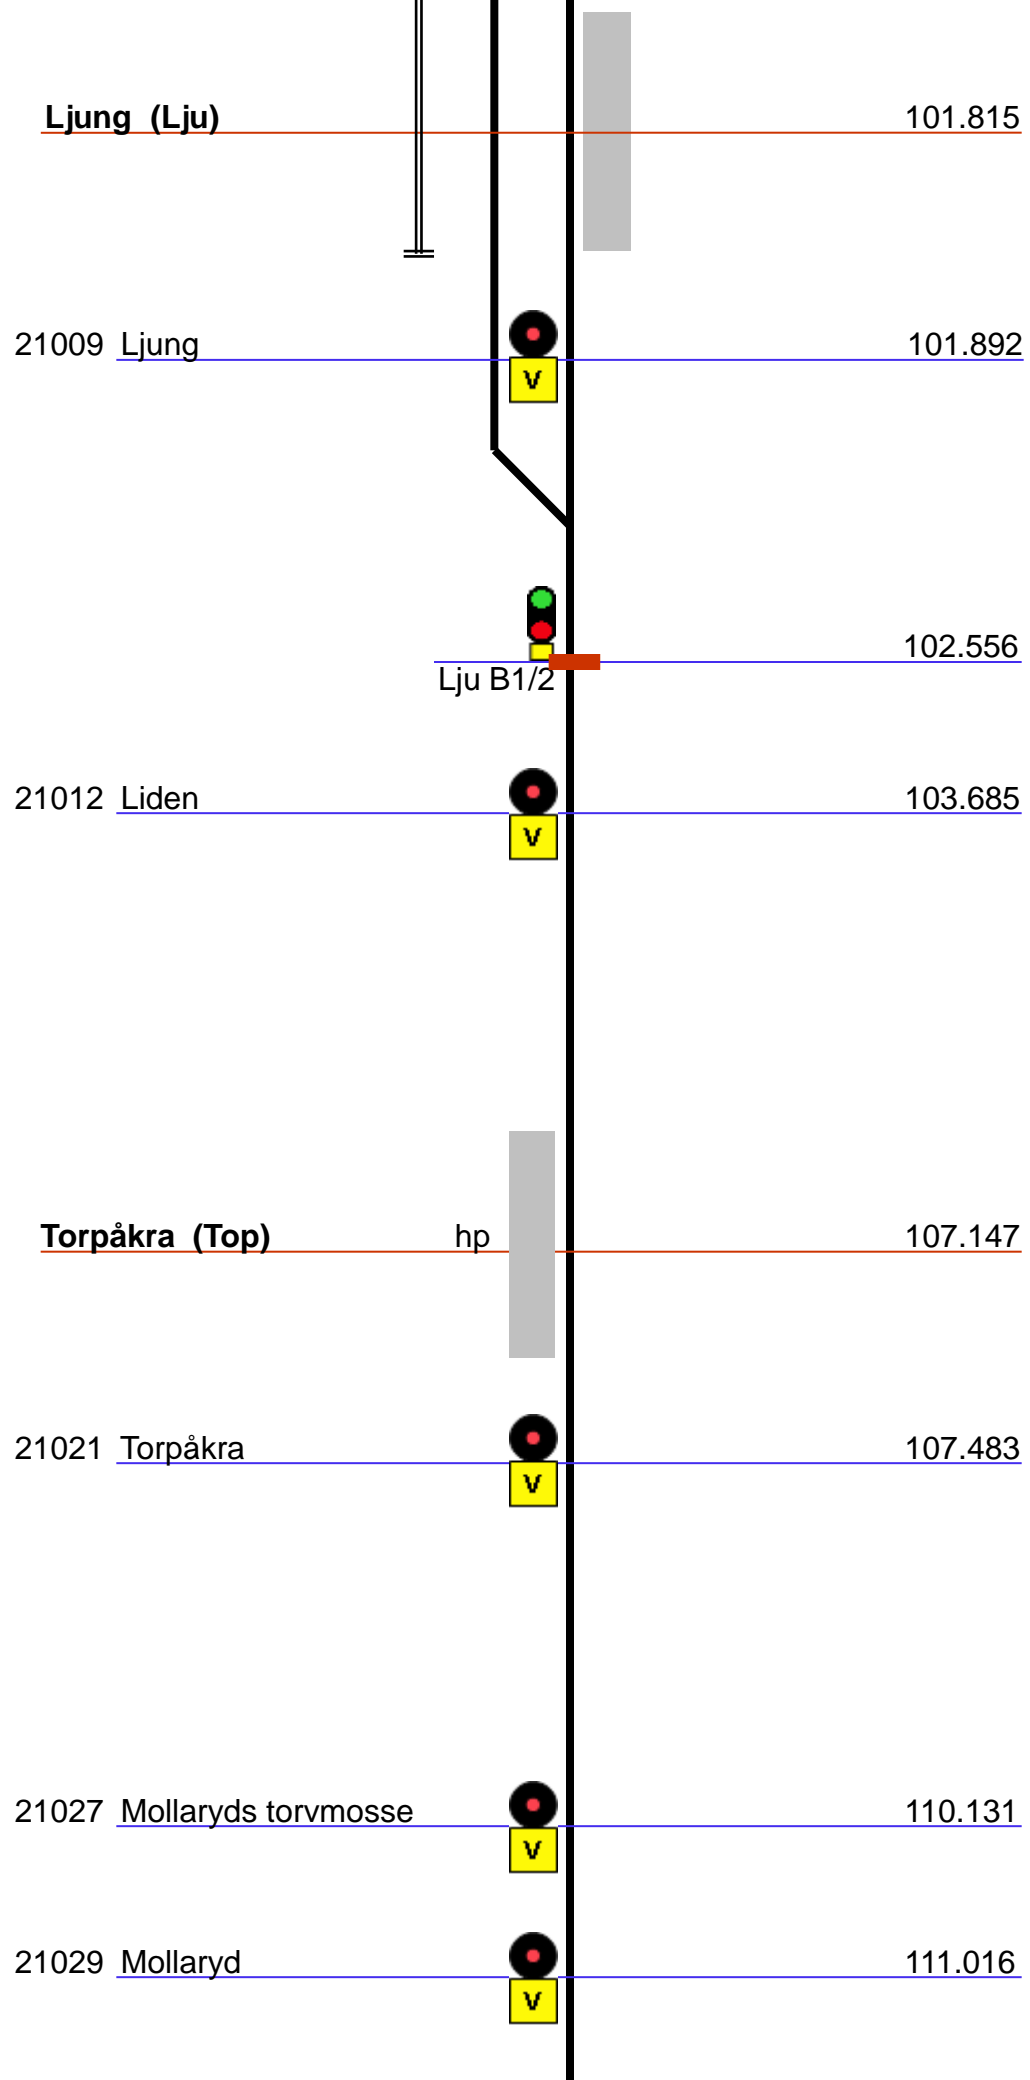 Ljung (Lju) 101.815
21009 Ljung 101.892
V
102.556
Lju B1/2
21012 Liden 103.685
V
Torpåkra (Top) hp 107.147
21021 Torpåkra 107.483
V
21027 Mollaryds torvmosse 110.131
V
21029 Mollaryd 111.016
V